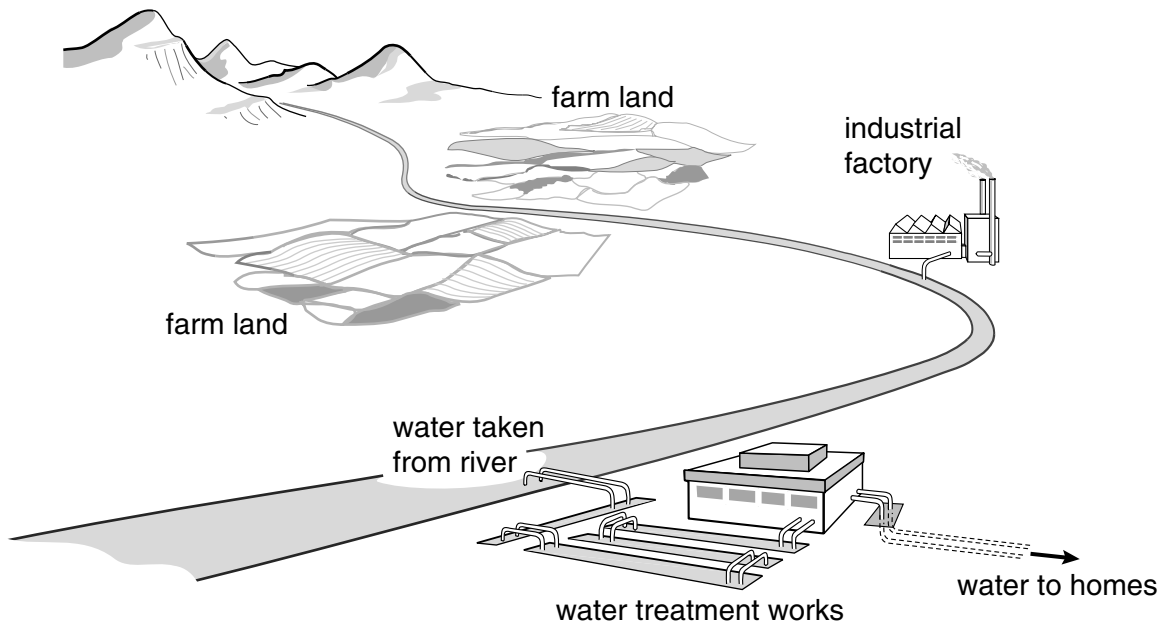 farm land
industrial
factory
farm land
water taken
from river
water to homes
water treatment works